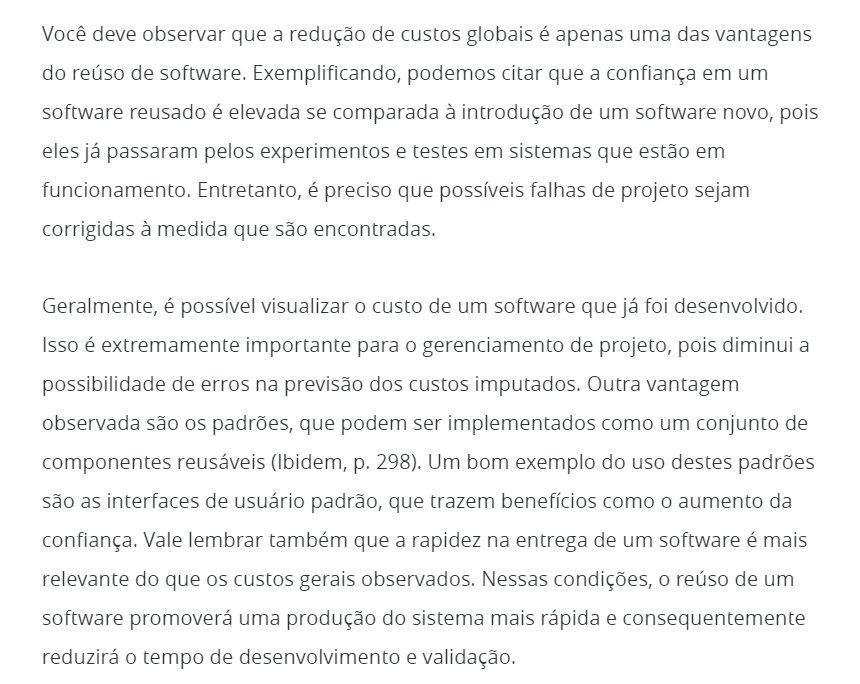 Você deve observar que a redução de custos globais é apenas uma das vantagens
do reúso de software. Exemplificando, podemos citar que a confiança em um
software reusado é elevada se comparada à introdução de um software novo, pois
eles já passaram pelos experimentos e testes em sistemas que estão em
funcionamento. Entretanto, é preciso que possíveis falhas de projeto sejam
corrigidas à medida que são encontradas.
Geralmente, é possível visualizar o custo de um software que já foi desenvolvido.
Isso é extremamente importante para o gerenciamento de projeto, pois diminui a
possibilidade de erros na previsão dos custos imputados. Outra vantagem
observada são os padrões, que podem ser implementados como um conjunto de
componentes reusáveis (Ibidem, p. 298). Um bom exemplo do uso destes padrões
são as interfaces de usuário padrão, que trazem benefícios como o aumento da
confiança. Vale lembrar também que a rapidez na entrega de um software é mais
relevante do que os custos gerais observados. Nessas condições, o reúso de um
software promoverá uma produção do sistema mais rápida e consequentemente
reduzirá o tempo de desenvolvimento e validação.